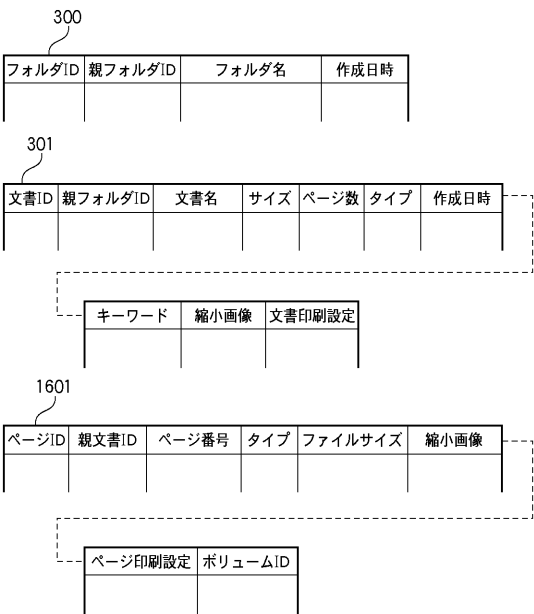 300
フォルダID 親フォルダID フォルダ名 作成日時
301
文書ID 親フォルダID 文書名 サイズ ページ数 タイプ 作成日時
キーワード 縮小画像 文書印刷設定
1601
ページID 親文書ID ページ番号 タイプ ファイルサイズ 縮小画像
ページ印刷設定 ボリュームID